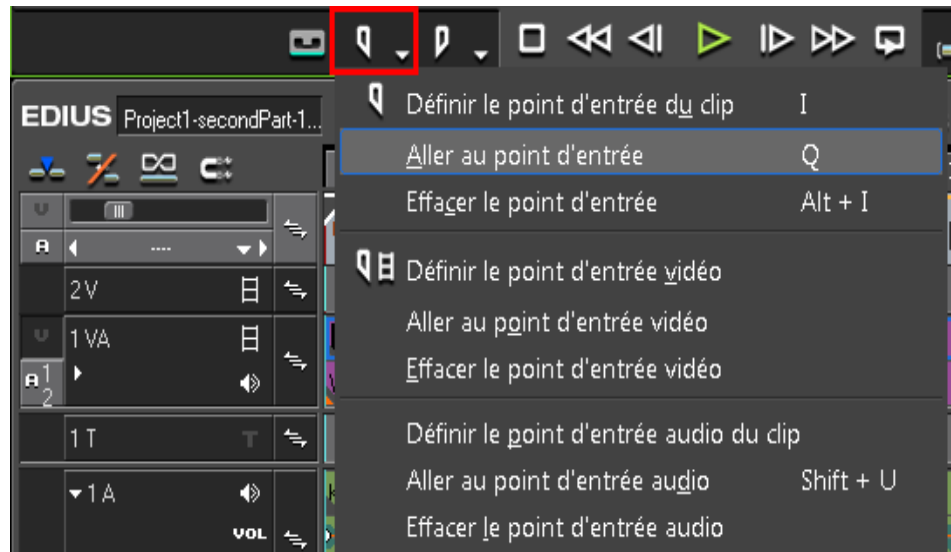 Définir le point d'entrée du clip I
EDIUS Project1-secondPart-1...
Aller au point d'entrée Q
Effacer le point d'entrée Alt + I
U
A ----
Définir le point d'entrée vidéo
2 V
Aller au point d'entrée vidéo
U 1 VA
Effacer le point d'entrée vidéo
A 1
2
Définir le point d'entrée audio du clip
1 T T
Aller au point d'entrée audio Shift + U
1 A
Effacer le point d'entrée audio
VOL